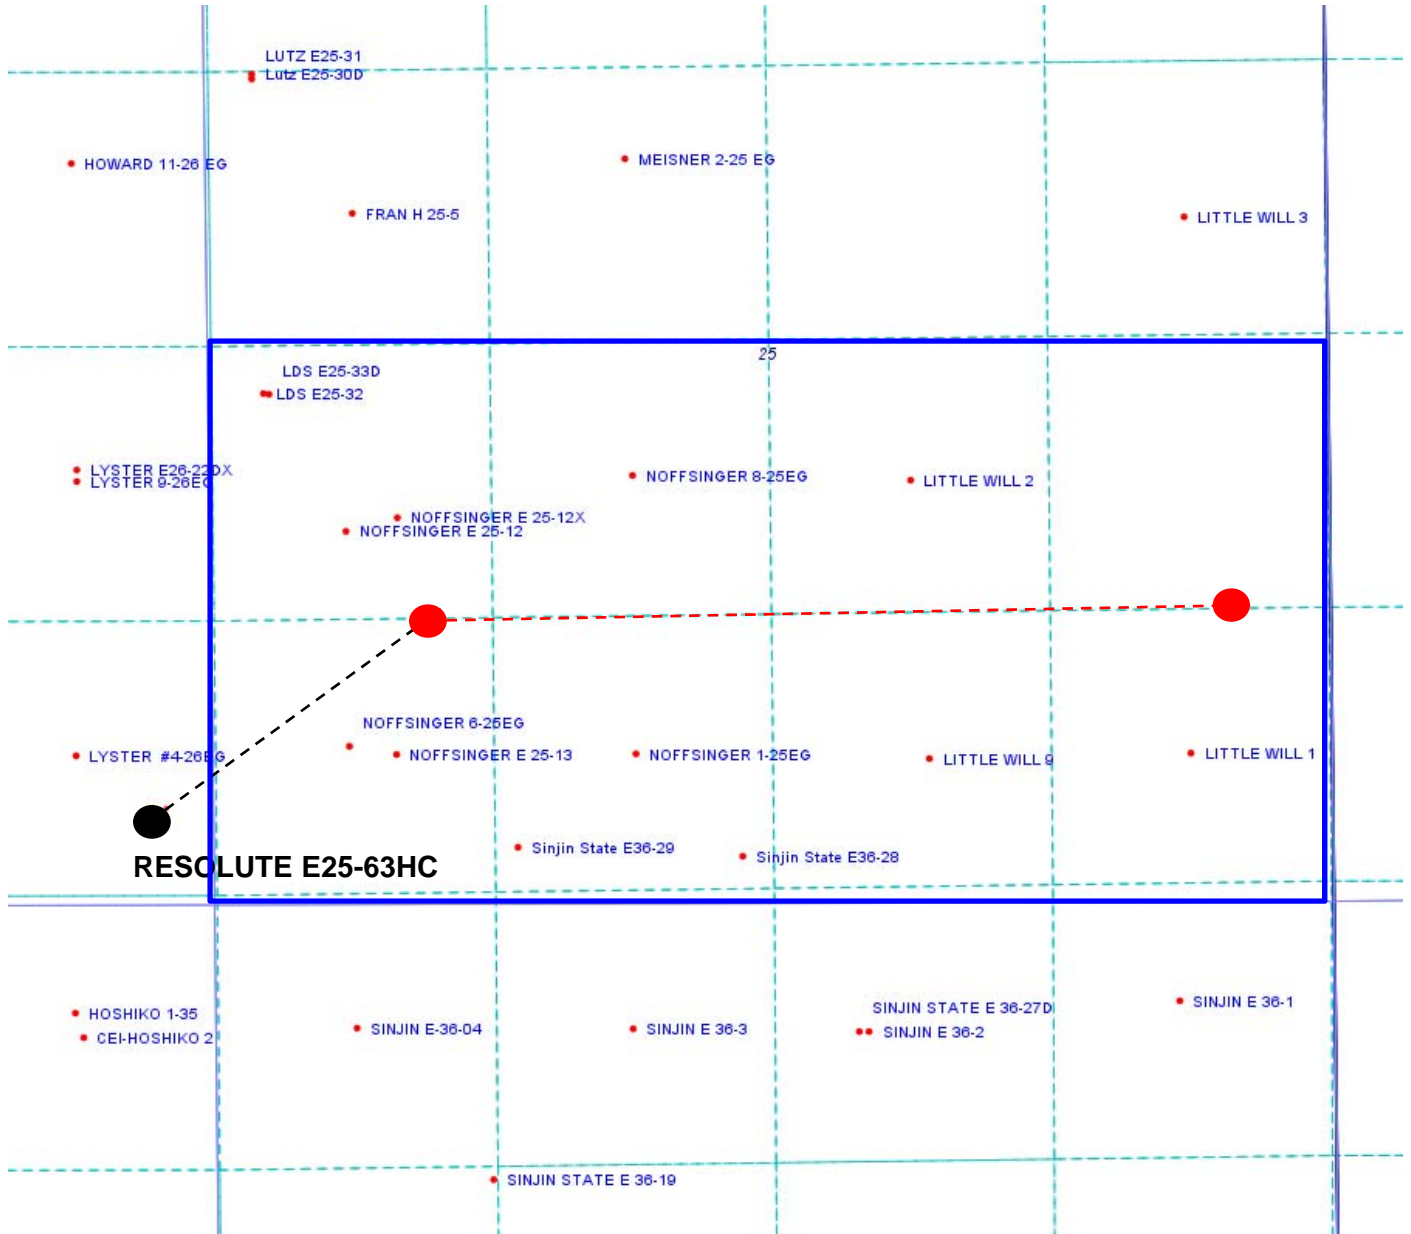 LUTZ E25-31
Lutz E25-30D
HOWARD 11-26 EG
MEISNER 2-25 EG
FRAN H 25-5
LITTLE WILL 3
25
LDS E25-33D
LDS E25-32
LYSTER E26-22DX
LYSTER 9-26EG
NOFFSINGER 8-25EG
LITTLE WILL 2
NOFFSINGER E 25-12X
NOFFSINGER E 25-12
NOFFSINGER 6-25EG
LYSTER #4-26EG
NOFFSINGER E 25-13
NOFFSINGER 1-25EG
LITTLE WILL 9
LITTLE WILL 1
Sinjin State E36-29
Sinjin State E36-28
RESOLUTE E25-63HC
HOSHIKO 1-35
CEI-HOSHIKO 2
SINJIN E-36-04
SINJIN E 36-3
SINJIN STATE E 36-27D
SINJIN E 36-2
SINJIN E 36-1
SINJIN STATE E 36-19